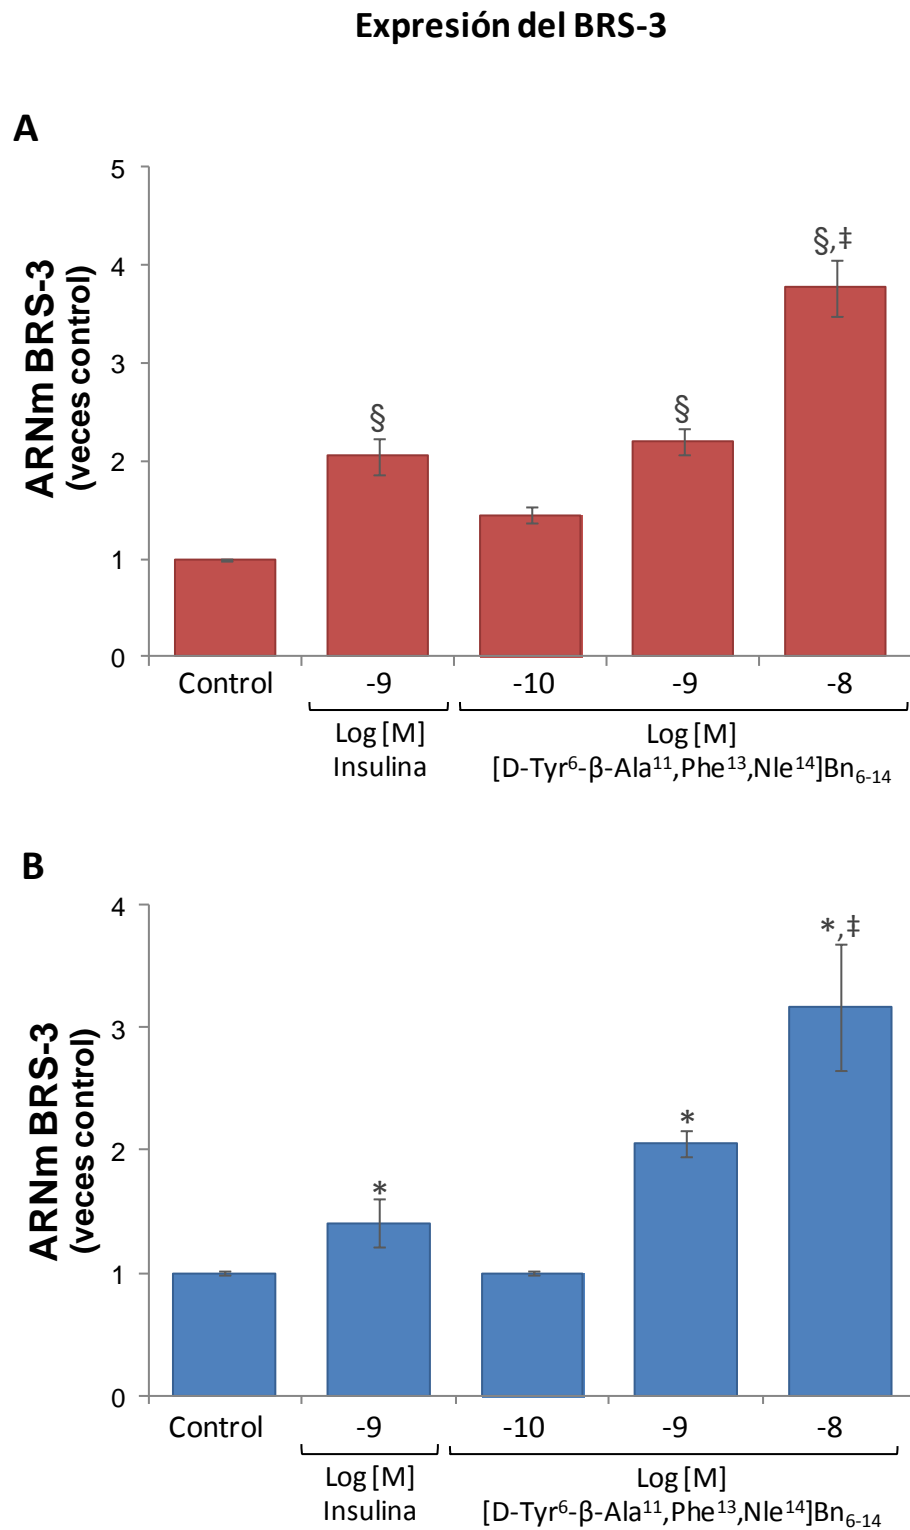 Expresión del BRS-3
A
ARNm BRS-3
(veces control)
5
§,‡
4
3
§
§
2
1
0
Control
-9
-10
-9
-8
Log [M]
Insulina
Log [M]
[D-Tyr⁶-β-Ala¹¹,Phe¹³,Nle¹⁴]Bn₆₋₁₄
B
ARNm BRS-3
(veces control)
4
*,‡
3
*
2
*
1
0
Control
-9
-10
-9
-8
Log [M]
Insulina
Log [M]
[D-Tyr⁶-β-Ala¹¹,Phe¹³,Nle¹⁴]Bn₆₋₁₄